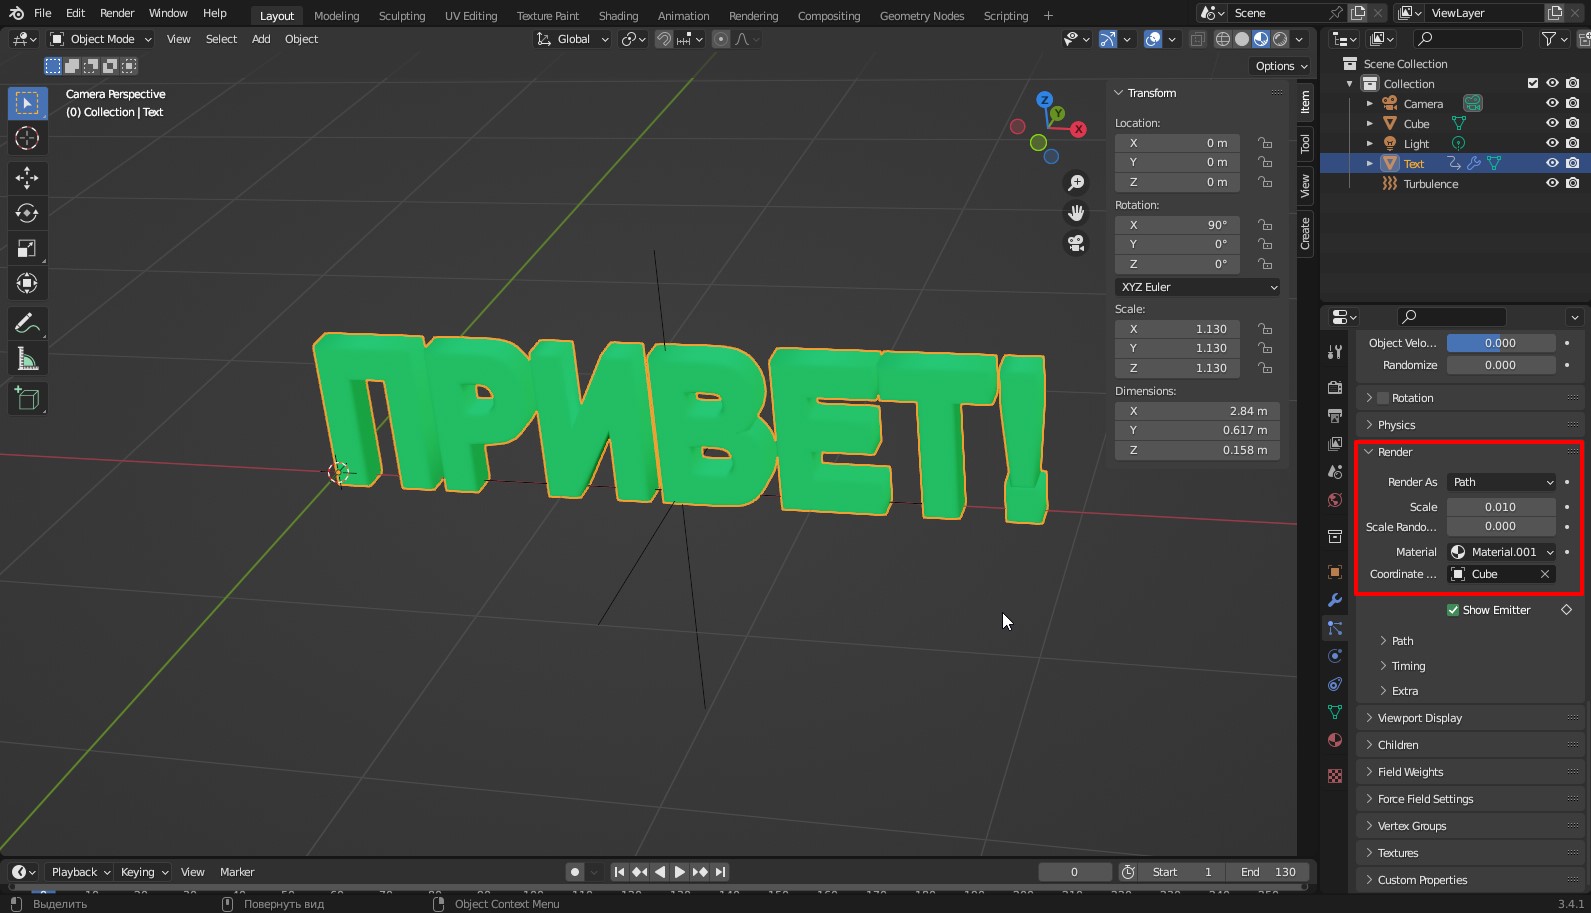 File Edit Render Window Help Layout Modeling Sculpting UV Editing Texture Paint Shading Animation Rendering Compositing Geometry Nodes Scripting + Scene ViewLayer
Object Mode View Select Add Object Global
Options
Camera Perspective
(0) Collection | Text
Z
Y
X
Transform
Location:
X 0 m
Y 0 m
Z 0 m
Rotation:
X 90°
Y 0°
Z 0°
XYZ Euler
Scale:
X 1.130
Y 1.130
Z 1.130
Dimensions:
X 2.84 m
Y 0.617 m
Z 0.158 m
Item
Tool
View
Create
ПРИВЕТ!
Scene Collection
Collection
Camera
Cube
Light
Text
Turbulence
Object Velo... 0.000
Randomize 0.000
Rotation
Physics
Render
Render As Path
Scale 0.010
Scale Rando... 0.000
Material Material.001
Coordinate ... Cube
Show Emitter
Path
Timing
Extra
Viewport Display
Children
Field Weights
Force Field Settings
Vertex Groups
Textures
Custom Properties
Playback Keying View Marker 0 Start 1 End 130
Выделить Повернуть вид Object Context Menu 3.4.1